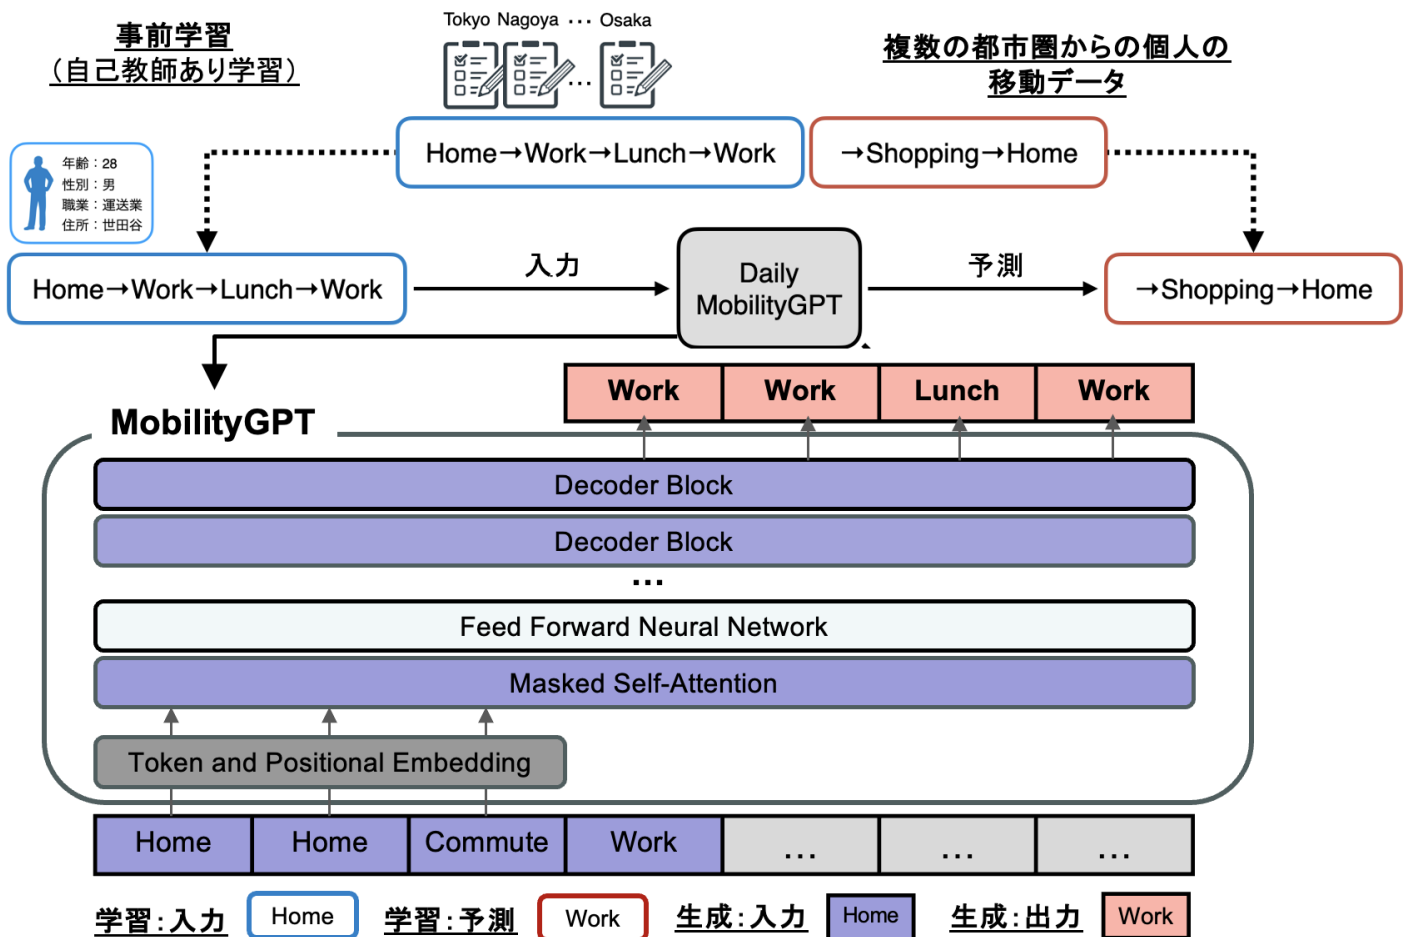 事前学習
（自己教師あり学習）
Tokyo Nagoya ··· Osaka
...
複数の都市圏からの個人の
移動データ
Home→Work→Lunch→Work
→Shopping→Home
年齢：28
性別：男
職業：運送業
住所：世田谷
Home→Work→Lunch→Work
入力
Daily
MobilityGPT
予測
→Shopping→Home
MobilityGPT
Work Work Lunch Work
Decoder Block
Decoder Block
...
Feed Forward Neural Network
Masked Self-Attention
Token and Positional Embedding
Home Home Commute Work ... ... ...
学習：入力 Home 学習：予測 Work 生成：入力 Home 生成：出力 Work